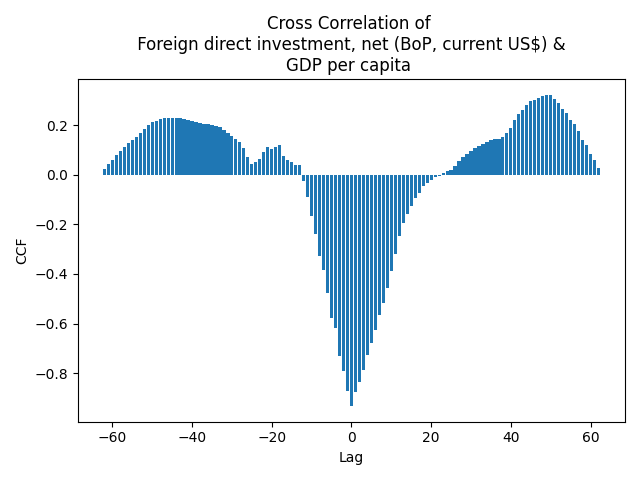 Cross Correlation of
Foreign direct investment, net (BoP, current US$) &
GDP per capita
0.2
0.0
−0.2
−0.4
−0.6
−0.8
CCF
−60 −40 −20 0 20 40 60
Lag